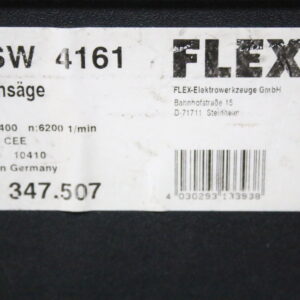 SW 4161
nsäge
400 n:6200 1/min
CEE
10410
n Germany
347.507
FLEX
FLEX-Elektrowerkzeuge GmbH
Bahnhofstraße 15
D-71711 Steinheim
4 030293 133938